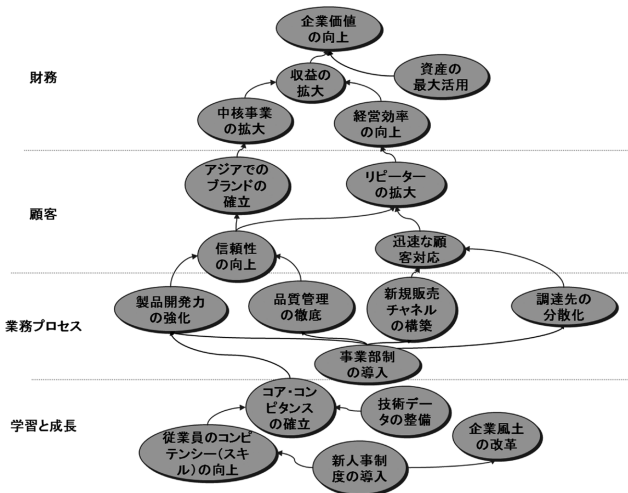 企業価値
の向上
財務
収益の
拡大
資産の
最大活用
中核事業
の拡大
経営効率
の向上
顧客
アジアでの
ブランドの
確立
リピーター
の拡大
信頼性
の向上
迅速な顧
客対応
業務プロセス
製品開発力
の強化
品質管理
の徹底
新規販売
チャネル
の構築
調達先の
分散化
事業部制
の導入
学習と成長
コア・コン
ピタンス
の確立
技術デー
タの整備
企業風土
の改革
従業員のコンピ
テンシー(スキ
ル)の向上
新人事制
度の導入